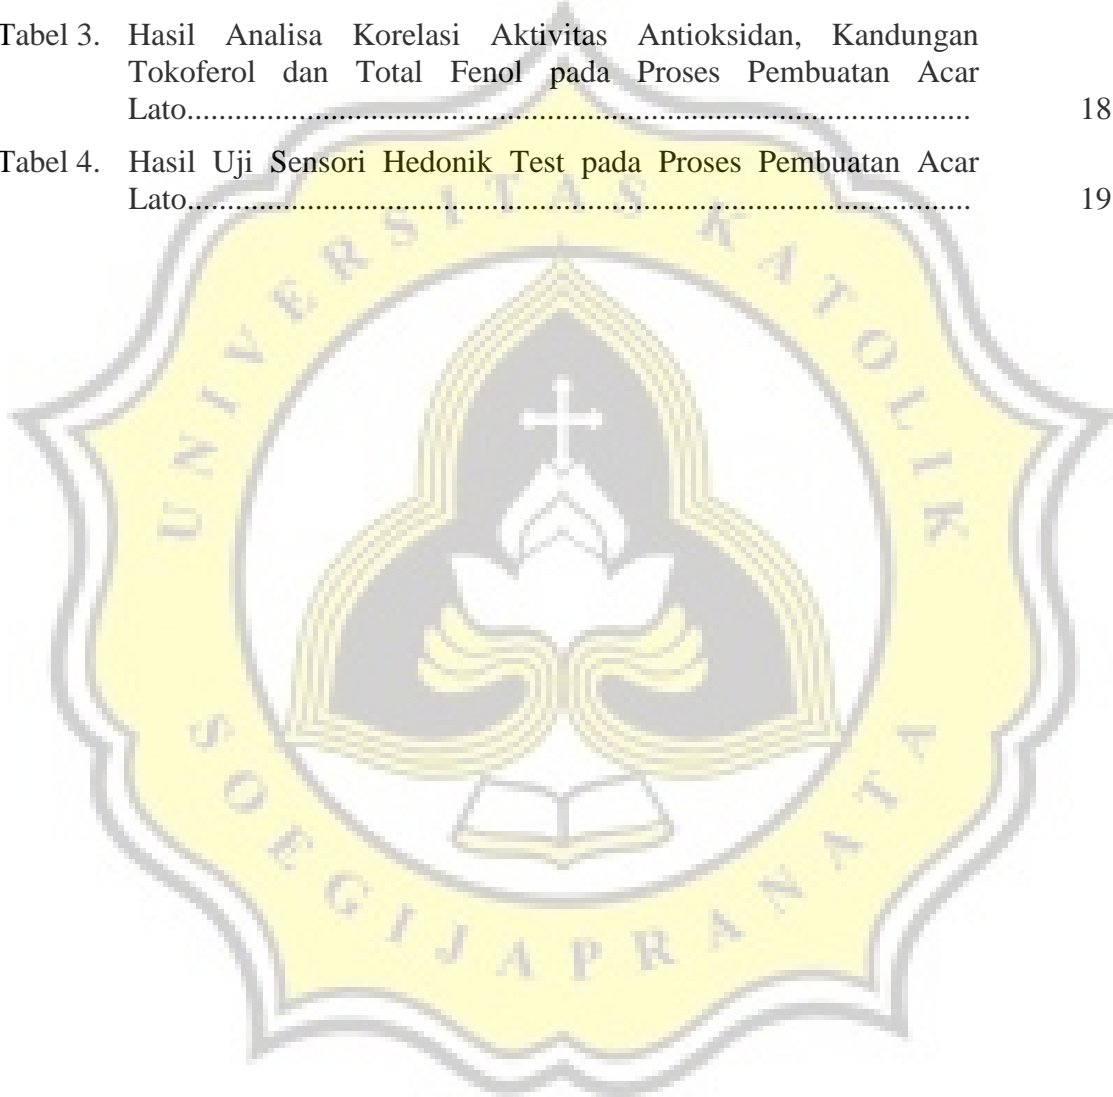 Tabel 3. Hasil Analisa Korelasi Aktivitas Antioksidan, Kandungan
Tokoferol dan Total Fenol pada Proses Pembuatan Acar
Lato.................................................................................................. 18
Tabel 4. Hasil Uji Sensori Hedonik Test pada Proses Pembuatan Acar
Lato.................................................................................................. 19
UNIVERSITAS KATOLIK
SOEGIJAPRANATA